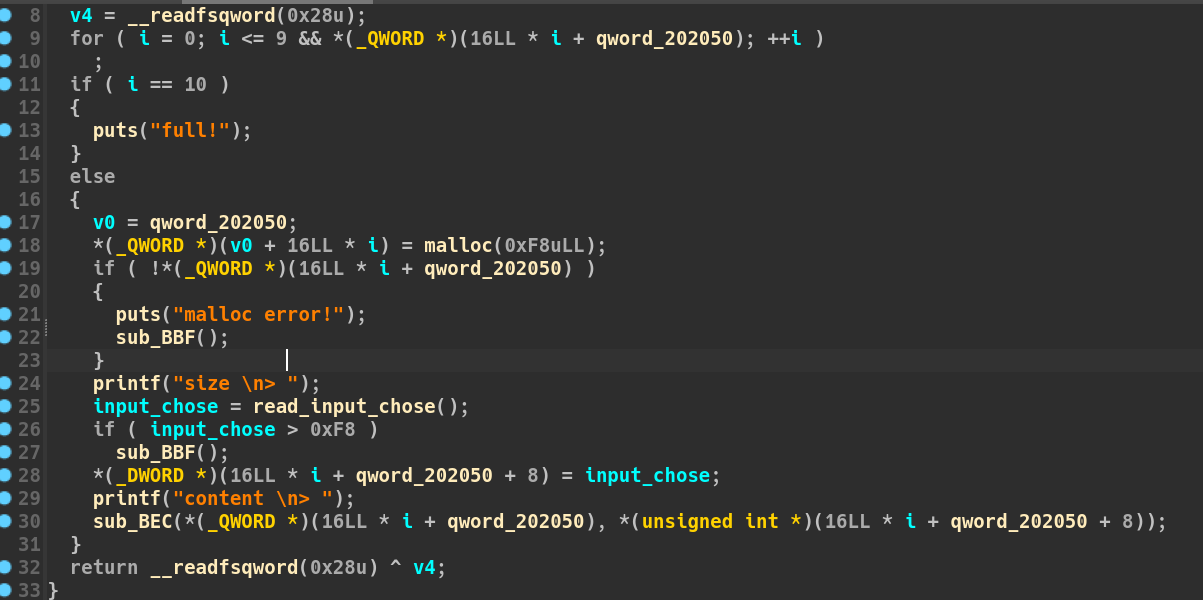 8 v4 = __readfsqword(0x28u);
9 for ( i = 0; i <= 9 && *(_QWORD *)(16LL * i + qword_202050); ++i )
10 ;
11 if ( i == 10 )
12 {
13 puts("full!");
14 }
15 else
16 {
17 v0 = qword_202050;
18 *(_QWORD *)(v0 + 16LL * i) = malloc(0xF8uLL);
19 if ( !*(_QWORD *)(16LL * i + qword_202050) )
20 {
21 puts("malloc error!");
22 sub_BBF();
23 }
24 printf("size \n> ");
25 input_chose = read_input_chose();
26 if ( input_chose > 0xF8 )
27 sub_BBF();
28 *(_DWORD *)(16LL * i + qword_202050 + 8) = input_chose;
29 printf("content \n> ");
30 sub_BEC(*(_QWORD *)(16LL * i + qword_202050), *(unsigned int *)(16LL * i + qword_202050 + 8));
31 }
32 return __readfsqword(0x28u) ^ v4;
33 }